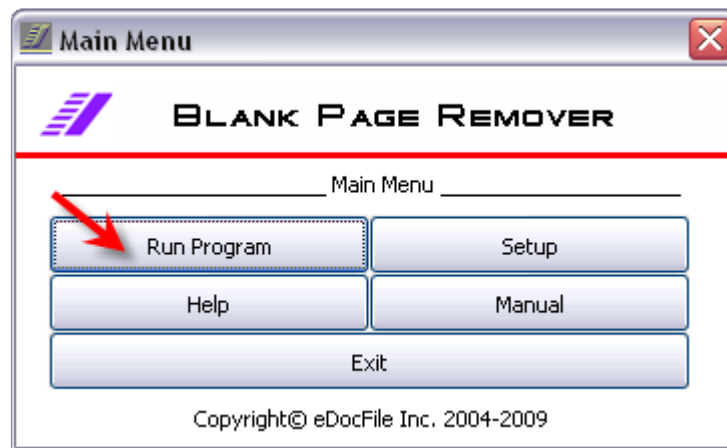 Main Menu
BLANK PAGE REMOVER
Main Menu
Run Program Setup
Help Manual
Exit
Copyright© eDocFile Inc. 2004-2009